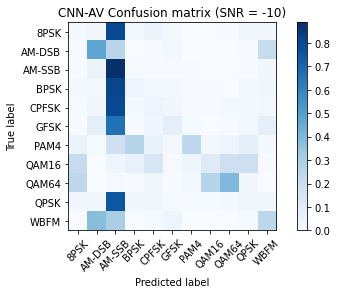 CNN-AV Confusion matrix (SNR = -10)
8PSK
AM-DSB
AM-SSB
BPSK
CPFSK
GFSK
PAM4
QAM16
QAM64
QPSK
WBFM
True label
8PSK
AM-DSB
AM-SSB
BPSK
CPFSK
GFSK
PAM4
QAM16
QAM64
QPSK
WBFM
Predicted label
0.8
0.7
0.6
0.5
0.4
0.3
0.2
0.1
0.0